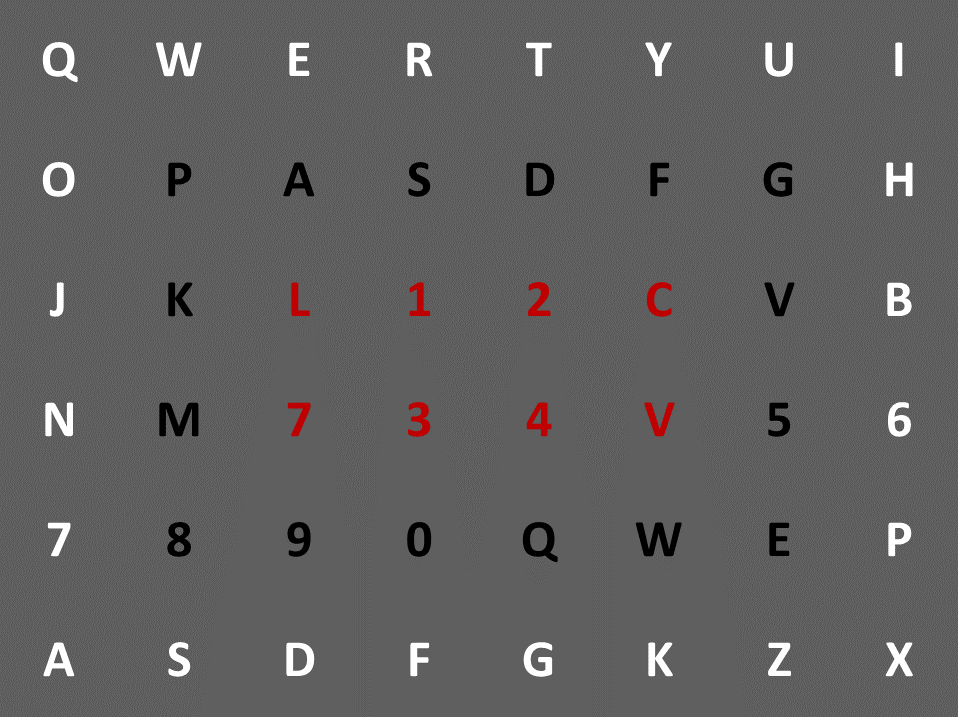 Q W E R T Y U I
O P A S D F G H
J K L 1 2 C V B
N M 7 3 4 V 5 6
7 8 9 0 Q W E P
A S D F G K Z X